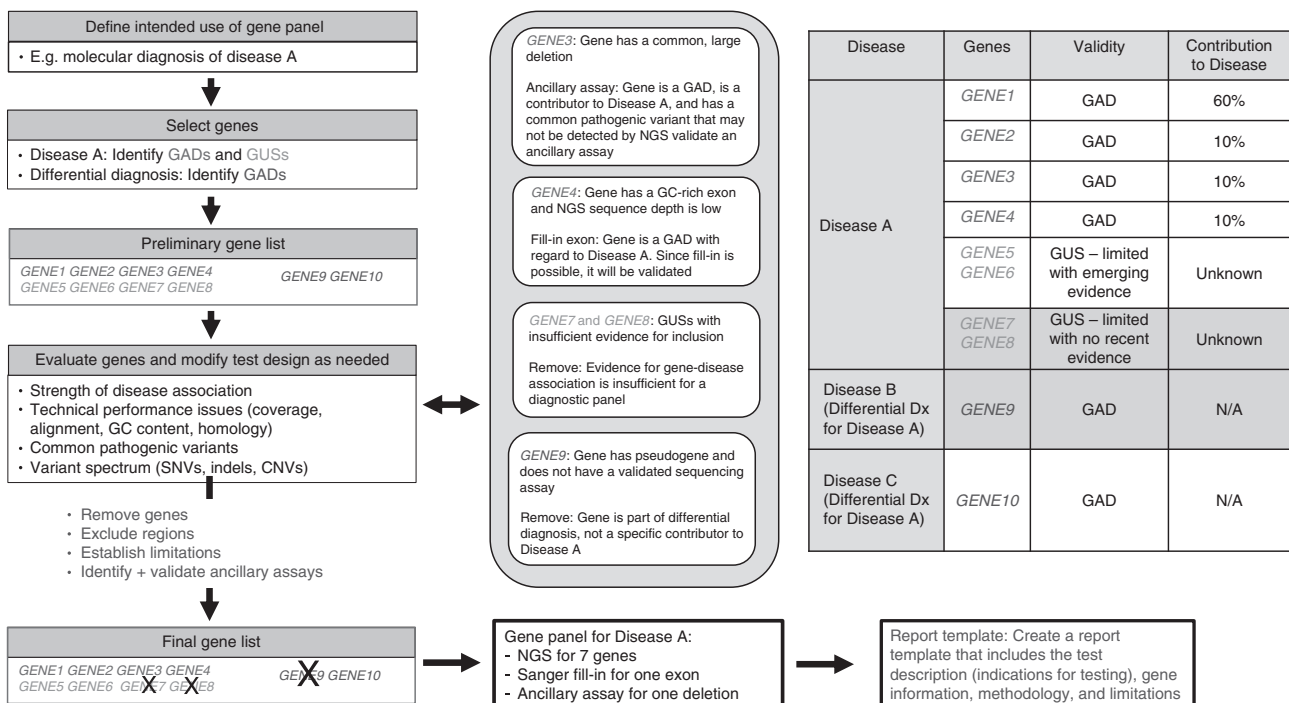 Define intended use of gene panel
• E.g. molecular diagnosis of disease A
Select genes
• Disease A: Identify GADs and GUSs
• Differential diagnosis: Identify GADs
Preliminary gene list
GENE1 GENE2 GENE3 GENE4
GENE5 GENE6 GENE7 GENE8
GENE9 GENE10
Evaluate genes and modify test design as needed
• Strength of disease association
• Technical performance issues (coverage,
alignment, GC content, homology)
• Common pathogenic variants
• Variant spectrum (SNVs, indels, CNVs)
• Remove genes
• Exclude regions
• Establish limitations
• Identify + validate ancillary assays
Final gene list
GENE1 GENE2 GENE3 GENE4
GENE5 GENE6 GENE7 GENE8
GENE9 GENE10
GENE3: Gene has a common, large
deletion
Ancillary assay: Gene is a GAD, is a
contributor to Disease A, and has a
common pathogenic variant that may
not be detected by NGS validate an
ancillary assay
GENE4: Gene has a GC-rich exon
and NGS sequence depth is low
Fill-in exon: Gene is a GAD with
regard to Disease A. Since fill-in is
possible, it will be validated
GENE7 and GENE8: GUSs with
insufficient evidence for inclusion
Remove: Evidence for gene-disease
association is insufficient for a
diagnostic panel
GENE9: Gene has pseudogene and
does not have a validated sequencing
assay
Remove: Gene is part of differential
diagnosis, not a specific contributor to
Disease A
Gene panel for Disease A:
- NGS for 7 genes
- Sanger fill-in for one exon
- Ancillary assay for one deletion
Report template: Create a report
template that includes the test
description (indications for testing), gene
information, methodology, and limitations
Disease
Genes
Validity
Contribution
to Disease
Disease A
GENE1
GAD
60%
GENE2
GAD
10%
GENE3
GAD
10%
GENE4
GAD
10%
GENE5
GENE6
GUS – limited
with emerging
evidence
Unknown
GENE7
GENE8
GUS – limited
with no recent
evidence
Unknown
Disease B
(Differential Dx
for Disease A)
GENE9
GAD
N/A
Disease C
(Differential Dx
for Disease A)
GENE10
GAD
N/A